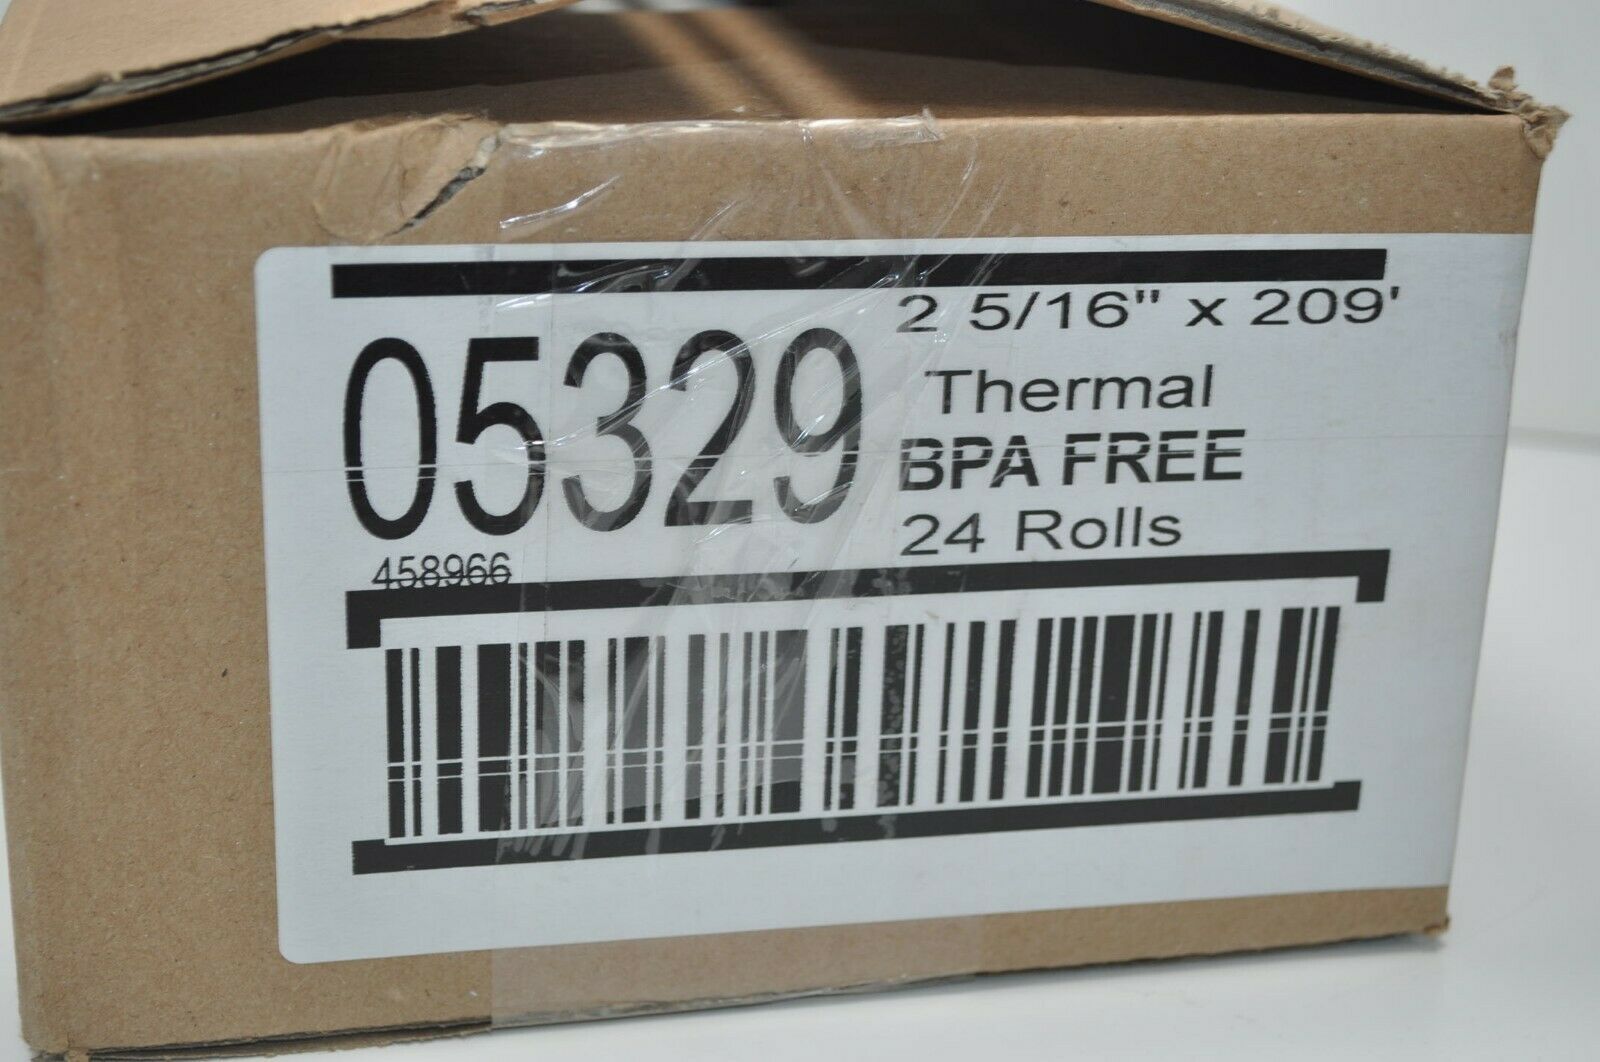 05329
2 5/16" x 209'
Thermal
BPA FREE
24 Rolls
458966